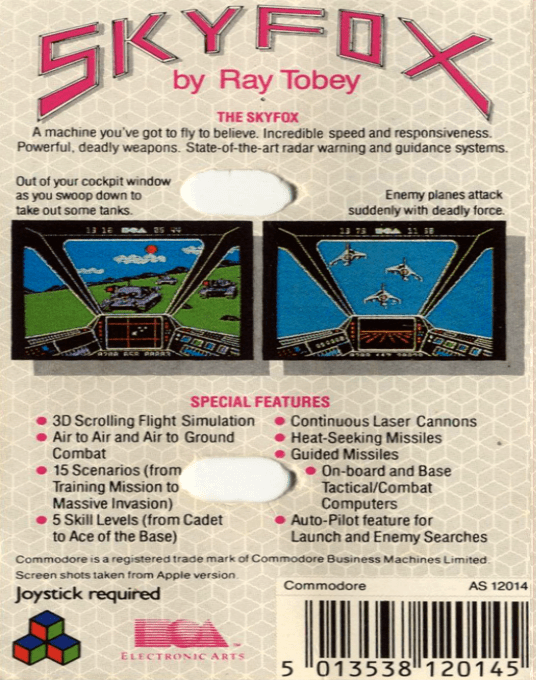 SKYFOX
by Ray Tobey
THE SKYFOX
A machine you've got to fly to believe. Incredible speed and responsiveness.
Powerful, deadly weapons. State-of-the-art radar warning and guidance systems.
Out of your cockpit window
as you swoop down to
take out some tanks.
Enemy planes attack
suddenly with deadly force.
SPECIAL FEATURES
● 3D Scrolling Flight Simulation
● Air to Air and Air to Ground
Combat
● 15 Scenarios (from
Training Mission to
Massive Invasion)
● 5 Skill Levels (from Cadet
to Ace of the Base)
● Continuous Laser Cannons
● Heat-Seeking Missiles
● Guided Missiles
● On-board and Base
Tactical/Combat
Computers
● Auto-Pilot feature for
Launch and Enemy Searches
Commodore is a registered trade mark of Commodore Business Machines Limited.
Screen shots taken from Apple version.
Joystick required
ELECTRONIC ARTS™
Commodore AS 12014
5 013538 120145